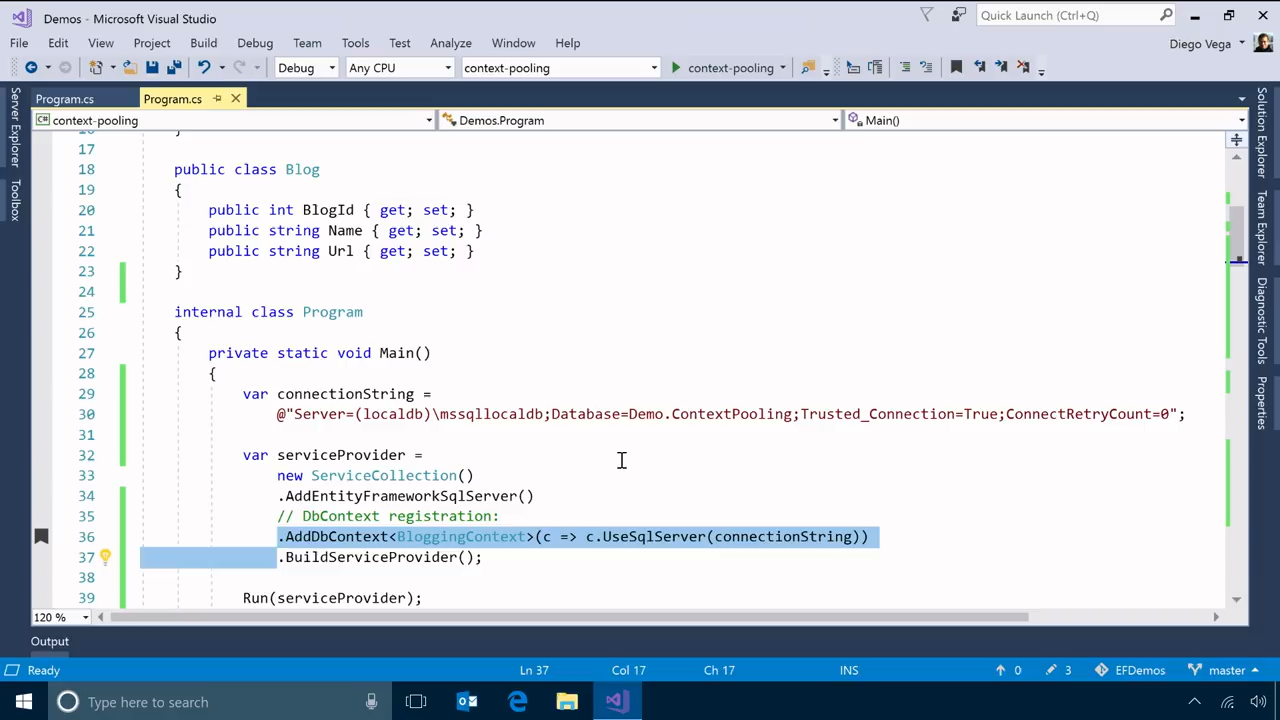 Demos - Microsoft Visual Studio
Quick Launch (Ctrl+Q)
File Edit View Project Build Debug Team Tools Test Analyze Window Help
Diego Vega
Debug Any CPU context-pooling context-pooling
Program.cs Program.cs
context-pooling Demos.Program Main()
Server Explorer
Toolbox
Solution Explorer
Team Explorer
Diagnostic Tools
Properties
17
18 public class Blog
19 {
20 public int BlogId { get; set; }
21 public string Name { get; set; }
22 public string Url { get; set; }
23 }
24
25 internal class Program
26 {
27 private static void Main()
28 {
29 var connectionString =
30 @"Server=(localdb)\mssqllocaldb;Database=Demo.ContextPooling;Trusted_Connection=True;ConnectRetryCount=0";
31
32 var serviceProvider =
33 new ServiceCollection()
34 .AddEntityFrameworkSqlServer()
35 // DbContext registration:
36 .AddDbContext<BloggingContext>(c => c.UseSqlServer(connectionString))
37 .BuildServiceProvider();
38
39 Run(serviceProvider);
120 %
Output
Ready Ln 37 Col 17 Ch 17 INS 0 3 EFDemos master
Type here to search